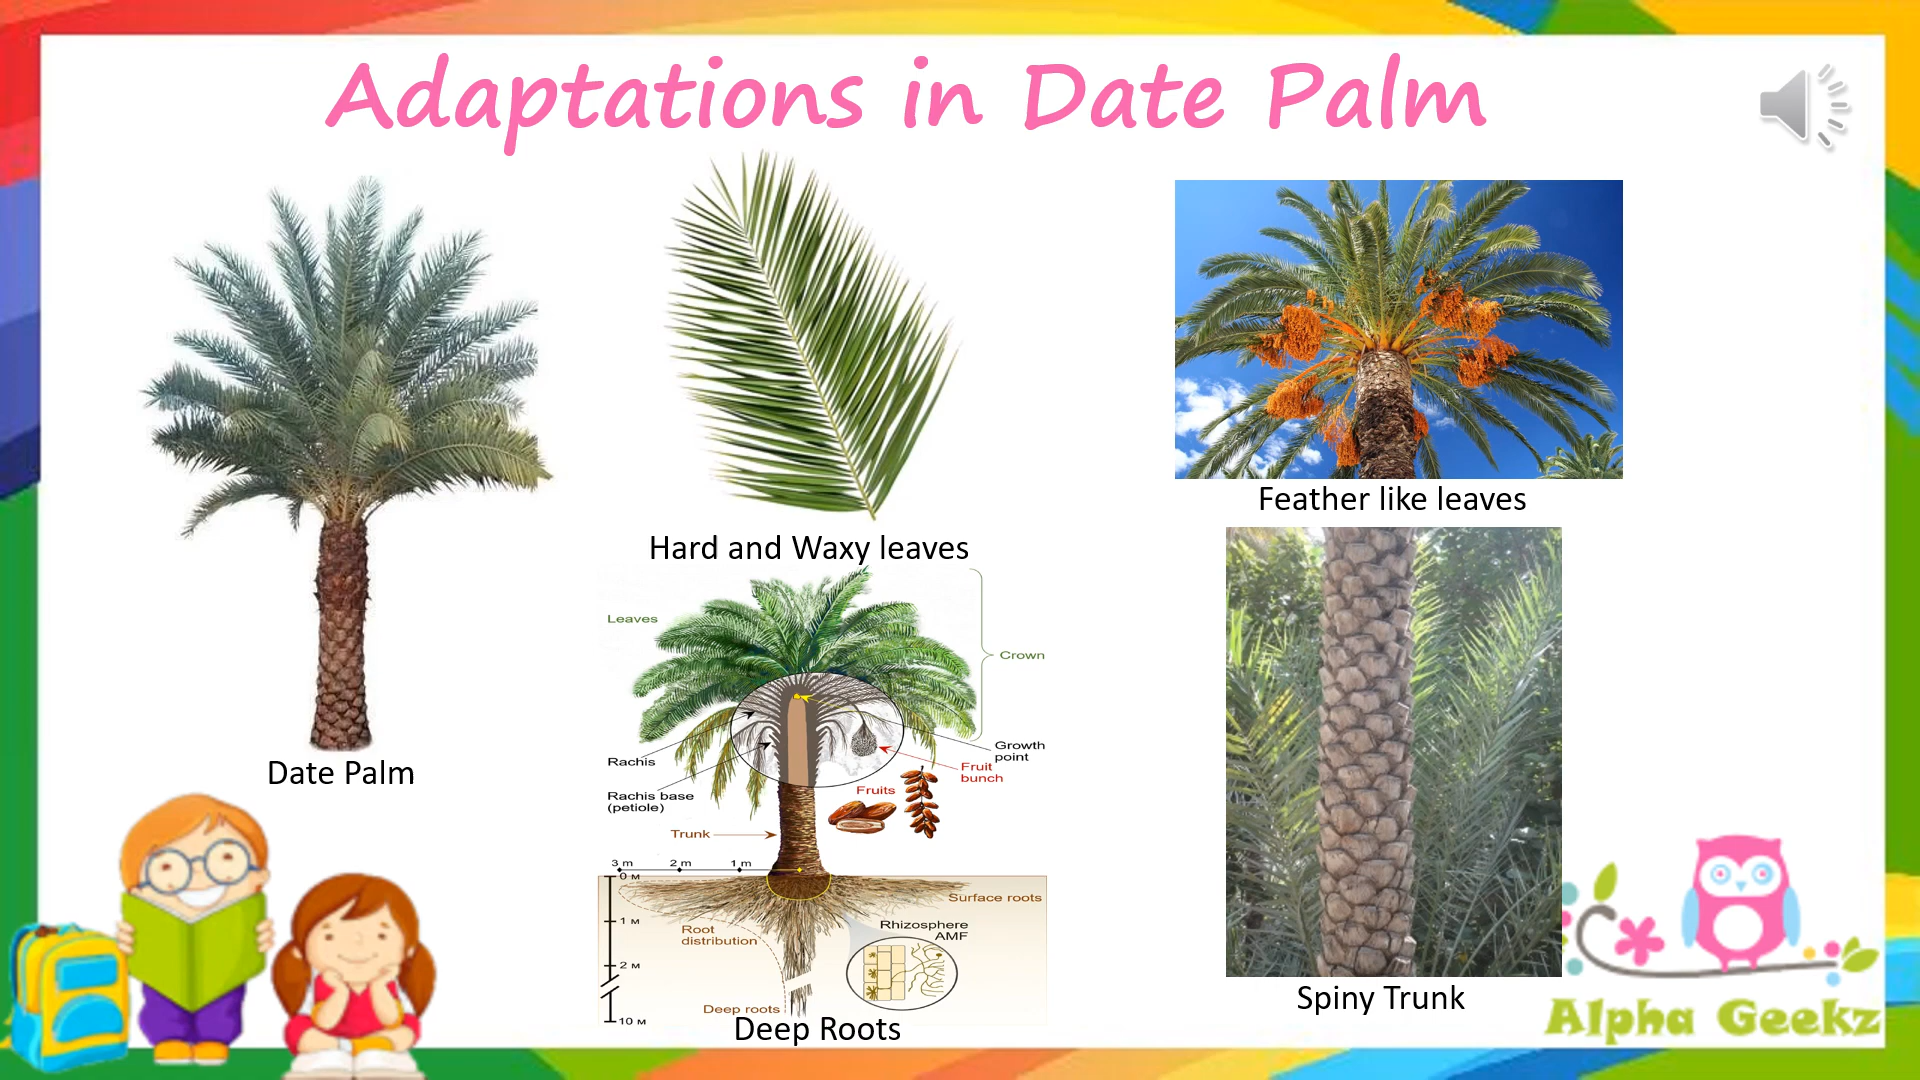 Adaptations in Date Palm
Date Palm
Hard and Waxy leaves
Feather like leaves
Leaves
Crown
Rachis
Growth
point
Fruit
bunch
Rachis base
(petiole)
Fruits
Trunk
3 m 2 m 1 m
0 м
1 м
2 м
10 м
Surface roots
Root
distribution
Rhizosphere
AMF
Deep roots
Deep Roots
Spiny Trunk
Alpha Geekz